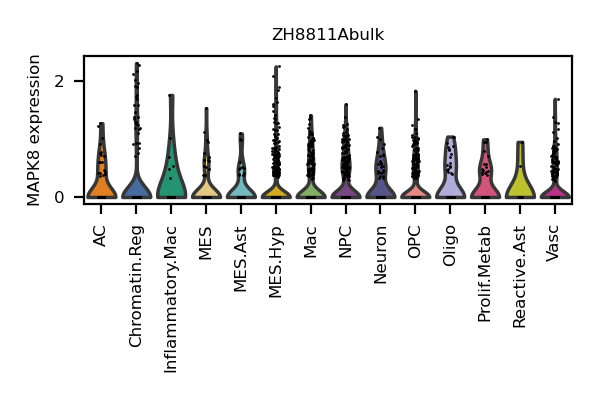 ZH8811Abulk
MAPK8 expression
2
0
AC
Chromatin.Reg
Inflammatory.Mac
MES
MES.Ast
MES.Hyp
Mac
NPC
Neuron
OPC
Oligo
Prolif.Metab
Reactive.Ast
Vasc